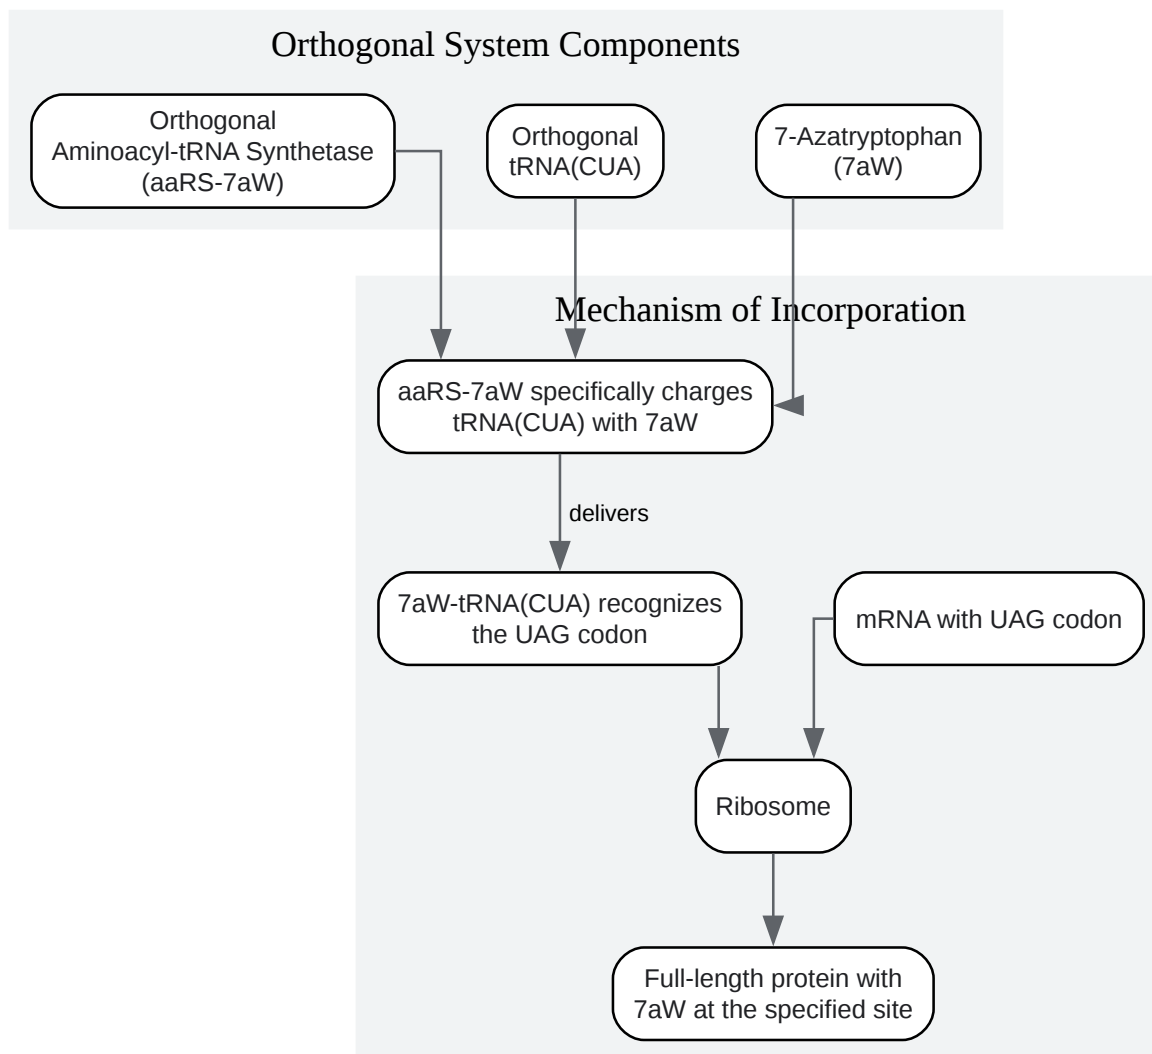 Orthogonal System Components
Orthogonal
Aminoacyl-tRNA Synthetase
(aaRS-7aW)
Orthogonal
tRNA(CUA)
7-Azatryptophan
(7aW)
Mechanism of Incorporation
aaRS-7aW specifically charges
tRNA(CUA) with 7aW
delivers
7aW-tRNA(CUA) recognizes
the UAG codon
mRNA with UAG codon
Ribosome
Full-length protein with
7aW at the specified site